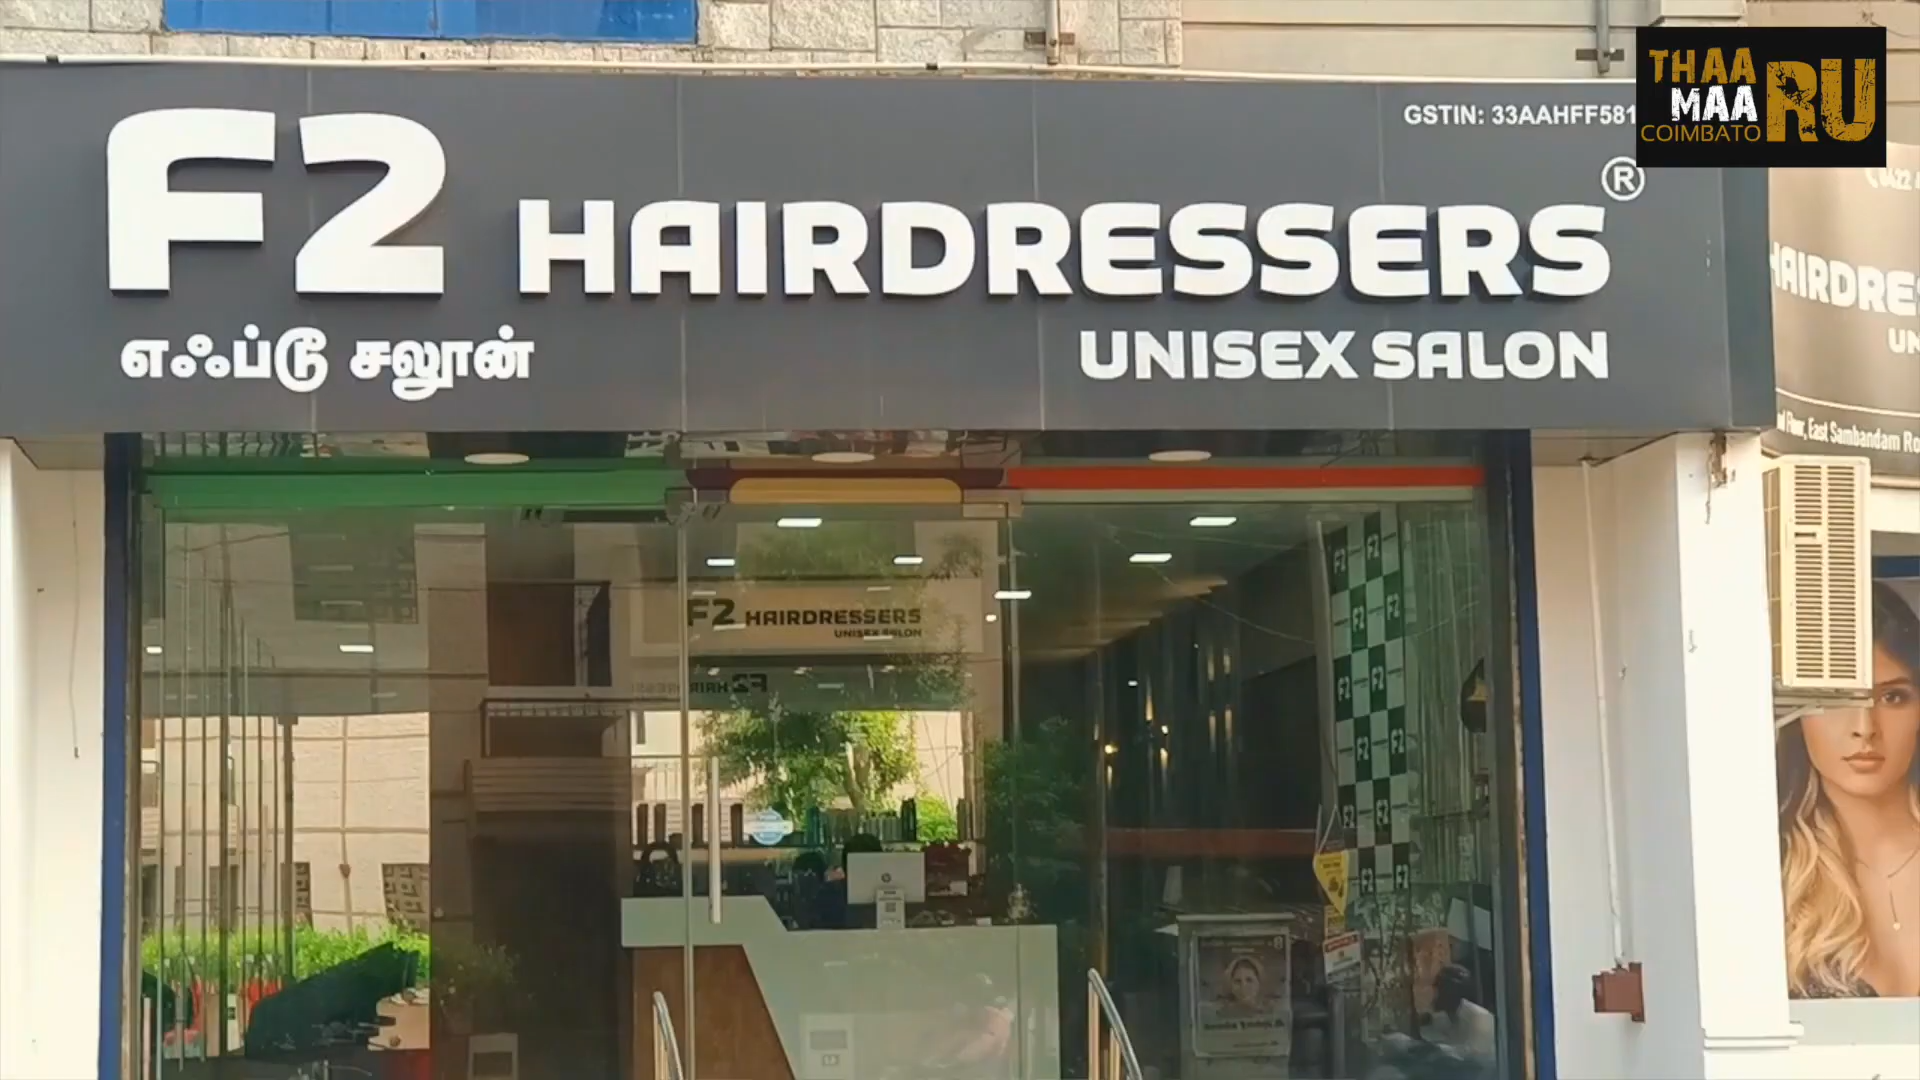 THAA
MAA
COIMBATO RU
GSTIN: 33AAHFF581
F2 HAIRDRESSERS ®
எஃப்டூ சலூன்
UNISEX SALON
HAIRDRE
UN
East Sambandam Ro
F2 HAIRDRESSERS
UNISEX SALON